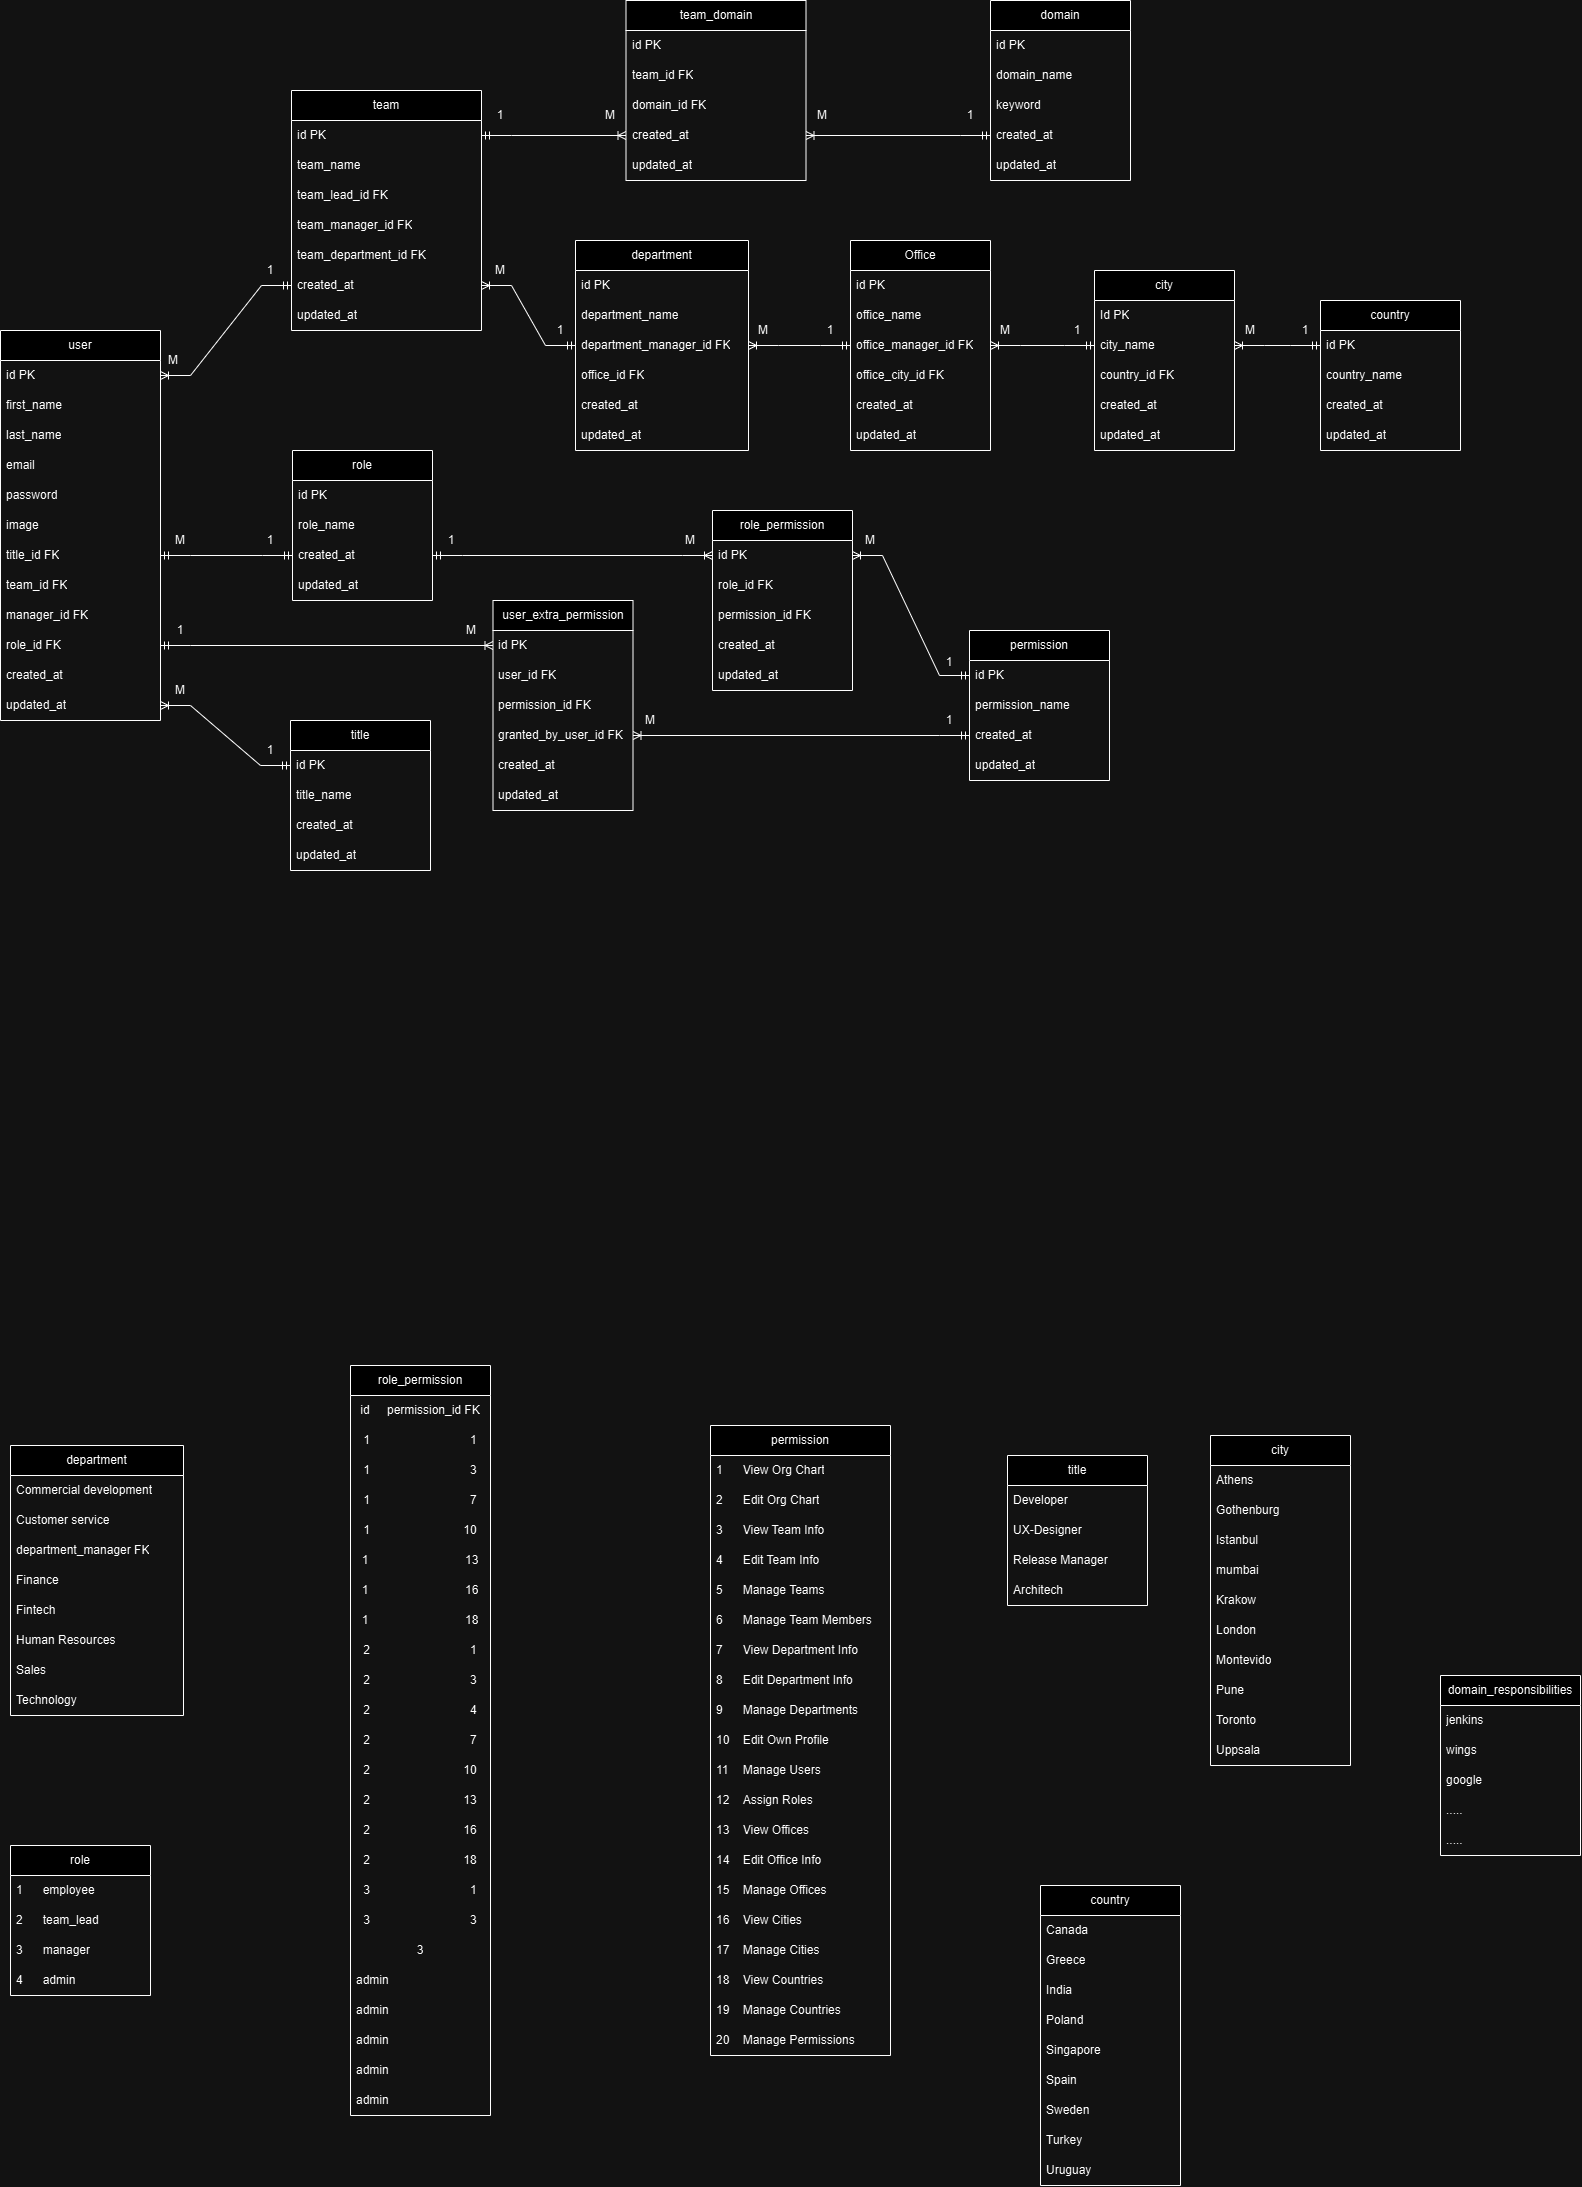 team_domain
id PK
team_id FK
domain_id FK
created_at
updated_at
domain
id PK
domain_name
keyword
created_at
updated_at
team
id PK
team_name
team_lead_id FK
team_manager_id FK
team_department_id FK
created_at
updated_at
1
M
M
1
department
id PK
department_name
department_manager_id FK
office_id FK
created_at
updated_at
Office
id PK
office_name
office_manager_id FK
office_city_id FK
created_at
updated_at
city
Id PK
city_name
country_id FK
created_at
updated_at
country
id PK
country_name
created_at
updated_at
1
M
M
1
M
1
M
1
M
1
user
id PK
first_name
last_name
email
password
image
title_id FK
team_id FK
manager_id FK
role_id FK
created_at
updated_at
role
id PK
role_name
created_at
updated_at
M
1
1
M
role_permission
id PK
role_id FK
permission_id FK
created_at
updated_at
M
1
user_extra_permission
id PK
user_id FK
permission_id FK
granted_by_user_id FK
created_at
updated_at
1
M
M
1
permission
id PK
permission_name
created_at
updated_at
M
1
title
id PK
title_name
created_at
updated_at
role_permission
id permission_id FK
1 1
1 3
1 7
1 10
1 13
1 16
1 18
2 1
2 3
2 4
2 7
2 10
2 13
2 16
2 18
3 1
3 3
3
admin
admin
admin
admin
admin
department
Commercial development
Customer service
department_manager FK
Finance
Fintech
Human Resources
Sales
Technology
role
1 employee
2 team_lead
3 manager
4 admin
permission
1 View Org Chart
2 Edit Org Chart
3 View Team Info
4 Edit Team Info
5 Manage Teams
6 Manage Team Members
7 View Department Info
8 Edit Department Info
9 Manage Departments
10 Edit Own Profile
11 Manage Users
12 Assign Roles
13 View Offices
14 Edit Office Info
15 Manage Offices
16 View Cities
17 Manage Cities
18 View Countries
19 Manage Countries
20 Manage Permissions
title
Developer
UX-Designer
Release Manager
Architech
city
Athens
Gothenburg
Istanbul
mumbai
Krakow
London
Montevido
Pune
Toronto
Uppsala
domain_responsibilities
jenkins
wings
google
.....
.....
country
Canada
Greece
India
Poland
Singapore
Spain
Sweden
Turkey
Uruguay